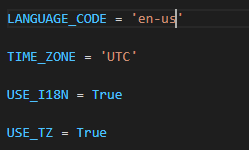 LANGUAGE_CODE = 'en-us'
TIME_ZONE = 'UTC'
USE_I18N = True
USE_TZ = True